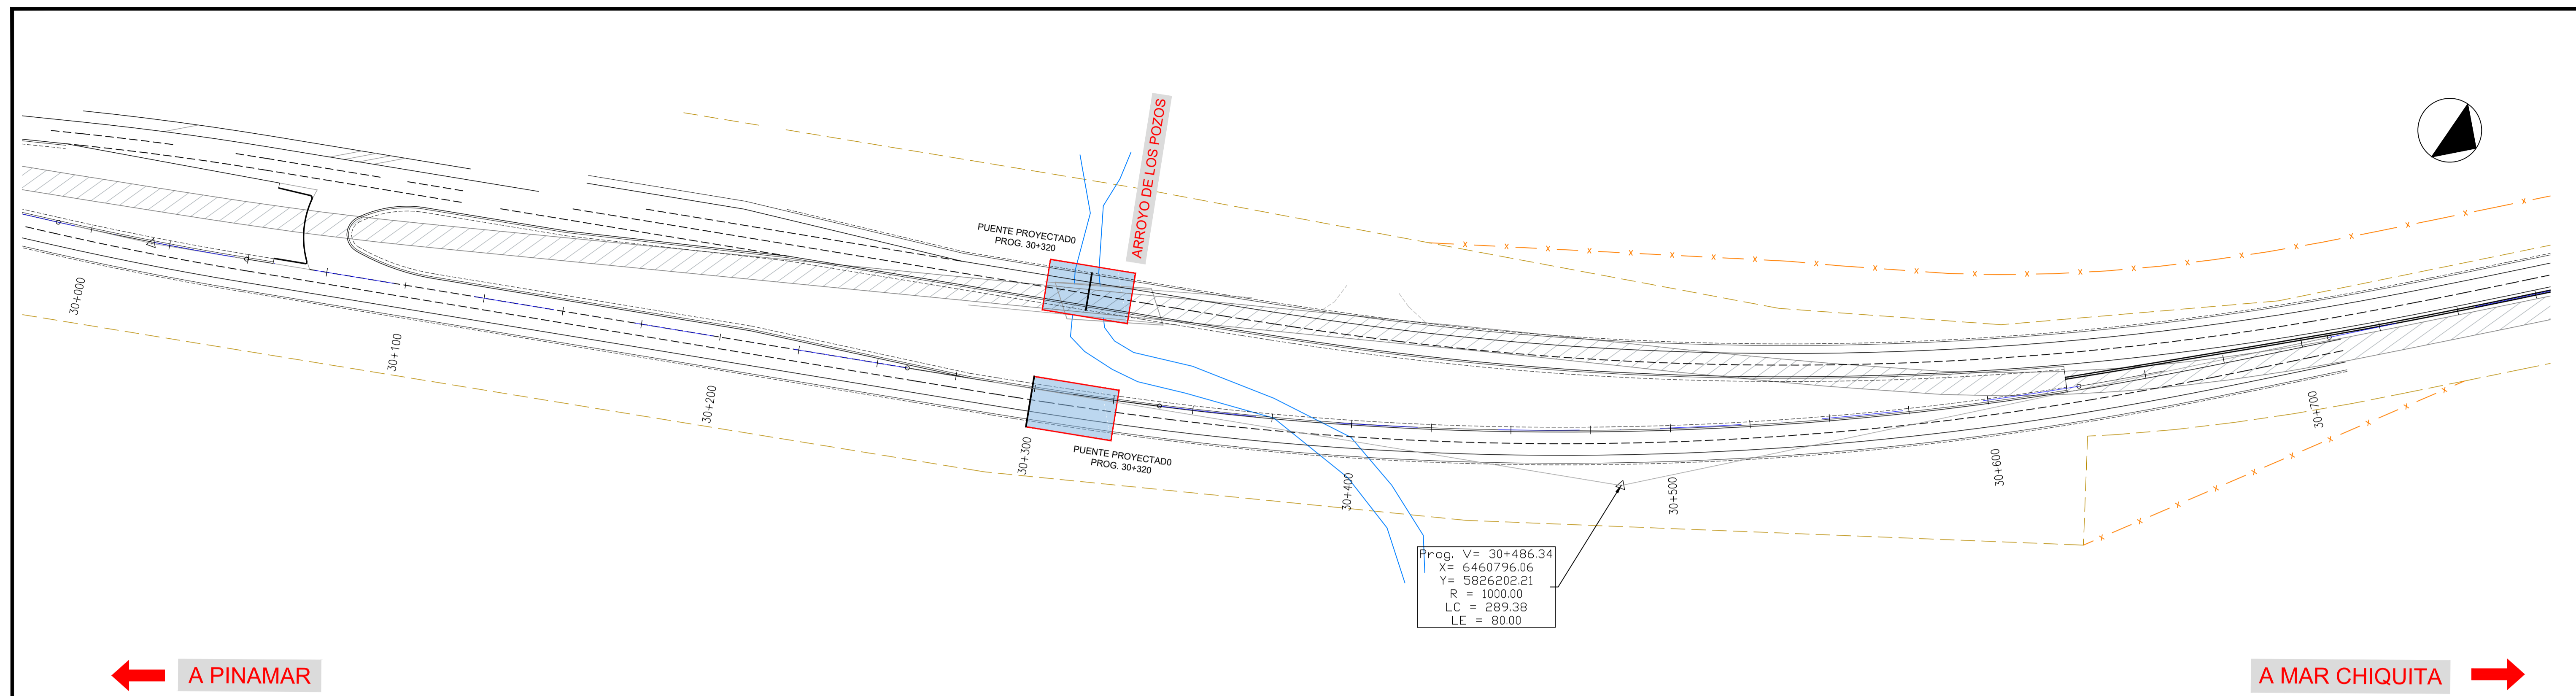 ARROYO DE LOS POZOS
PUENTE PROYECTAD0
PROG. 30+320
30+000
30+100
30+200
30+300
PUENTE PROYECTAD0
PROG. 30+320
30+400
30+500
30+600
30+700
Prog. V= 30+486.34
X= 6460796.06
Y= 5826202.21
R = 1000.00
LC = 289.38
LE = 80.00
A PINAMAR
A MAR CHIQUITA